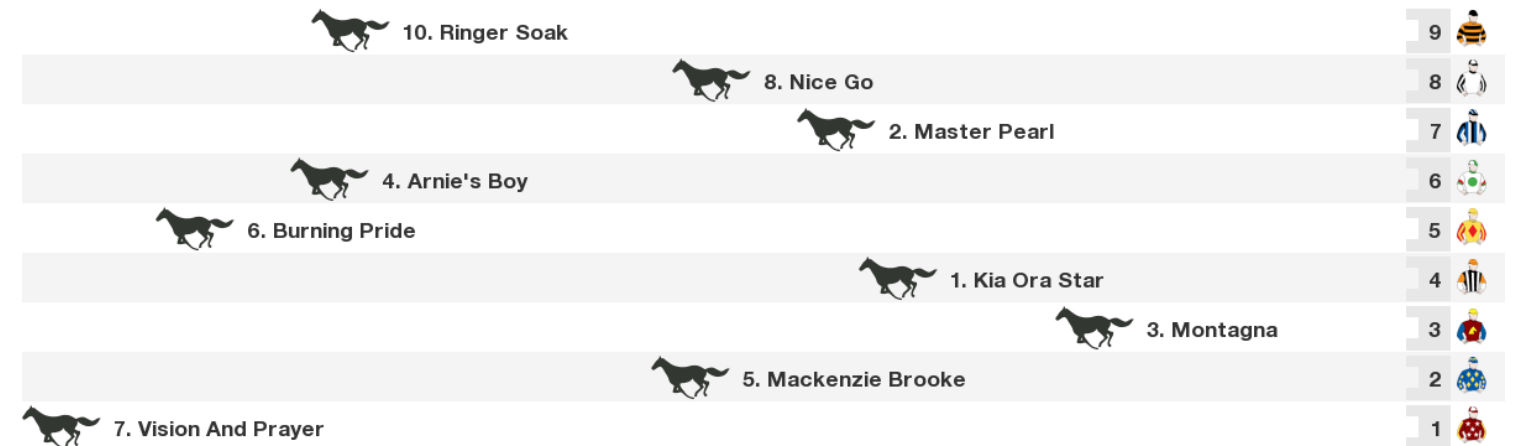 10. Ringer Soak 9
8. Nice Go 8
2. Master Pearl 7
4. Arnie's Boy 6
6. Burning Pride 5
1. Kia Ora Star 4
3. Montagna 3
5. Mackenzie Brooke 2
7. Vision And Prayer 1